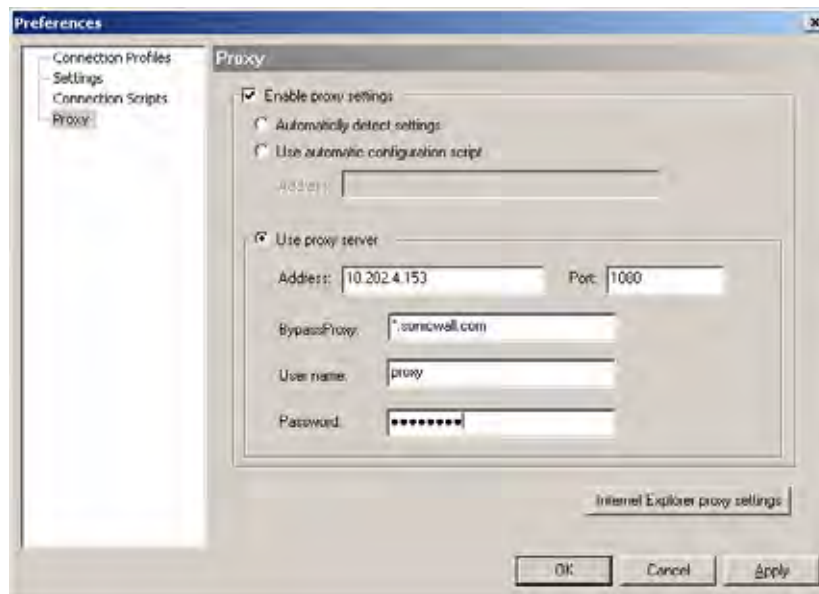 Preferences
Connection Profiles
Settings
Connection Scripts
Proxy
Proxy
Enable proxy settings
Automaticlly detect settings
Use automatic configuration script
Address:
Use proxy server
Address: 10.202.4.153 Port: 1080
BypassProxy: *.sonicwall.com
User name: proxy
Password: ●●●●●●●●
Internet Explorer proxy settings
OK Cancel Apply